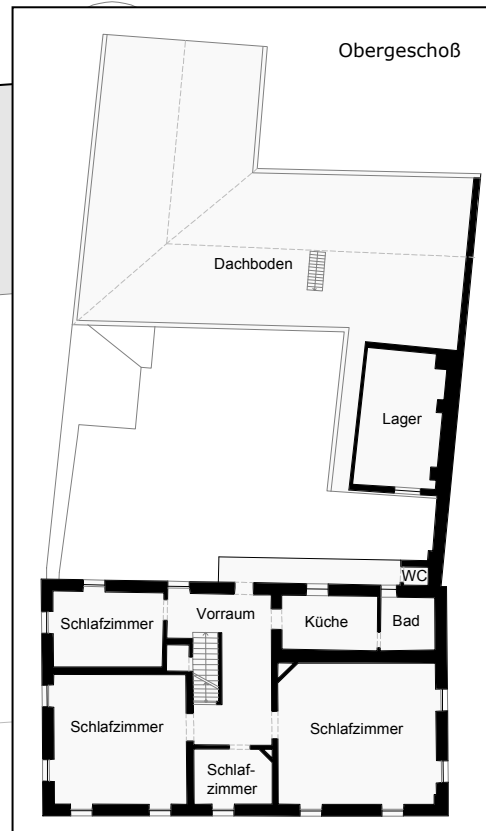 Obergeschoß
Dachboden
Lager
WC
Schlafzimmer
Vorraum
Küche
Bad
Schlafzimmer
Schlafzimmer
Schlaf-
zimmer